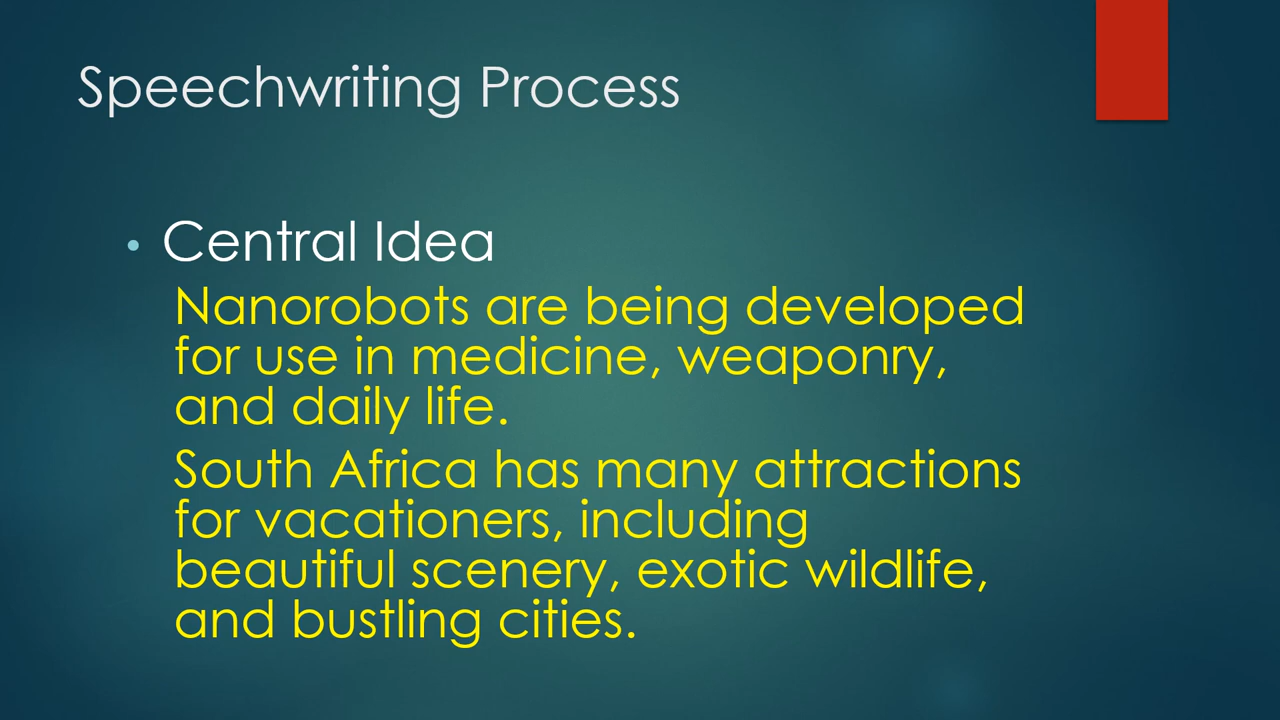 Speechwriting Process
• Central Idea
Nanorobots are being developed
for use in medicine, weaponry,
and daily life.
South Africa has many attractions
for vacationers, including
beautiful scenery, exotic wildlife,
and bustling cities.